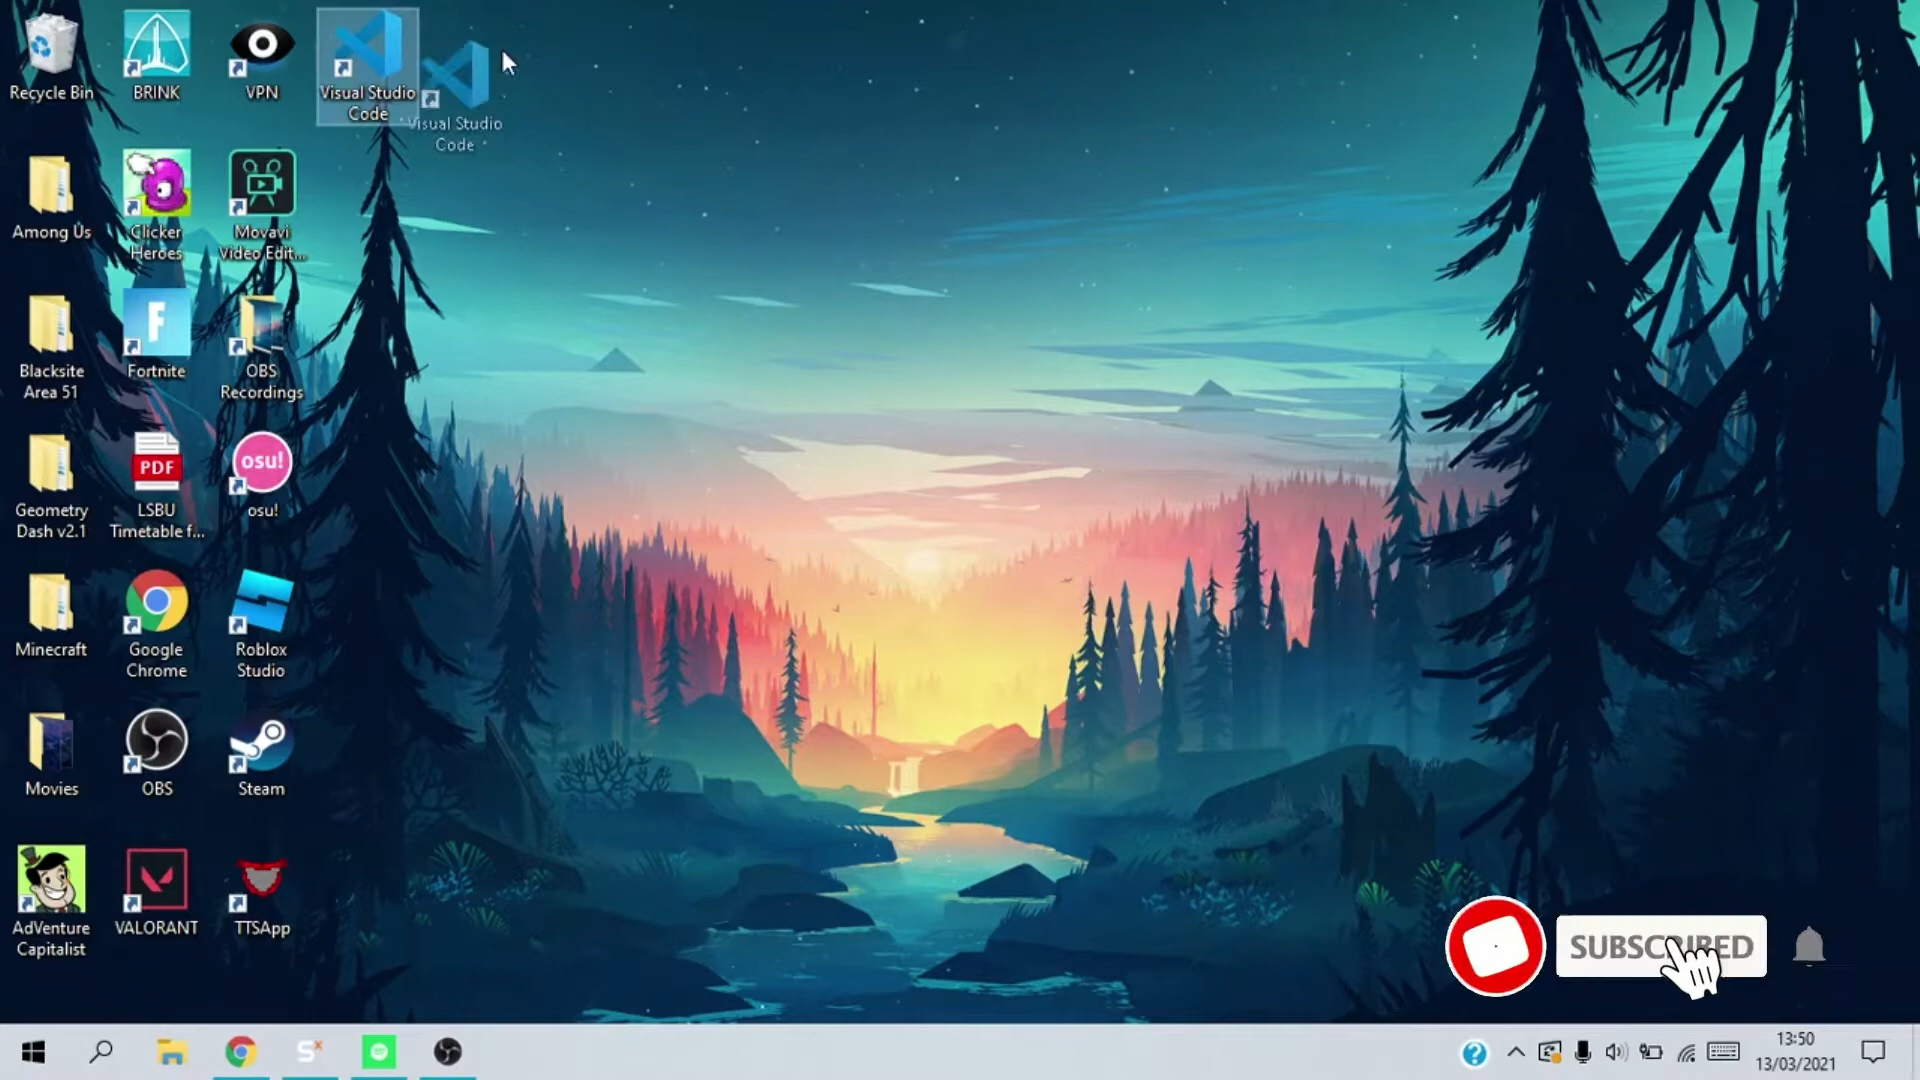 Recycle Bin
BRINK
VPN
Visual Studio
Code
Visual Studio
Code
Among Us
Clicker
Heroes
Movavi
Video Edit...
Blacksite
Area 51
F
Fortnite
OBS
Recordings
Geometry
Dash v2.1
PDF
LSBU
Timetable f...
osu!
osu!
Minecraft
Google
Chrome
Roblox
Studio
Movies
OBS
Steam
AdVenture
Capitalist
VALORANT
TTSApp
SUBSCRIBED
S x
?
13:50
13/03/2021